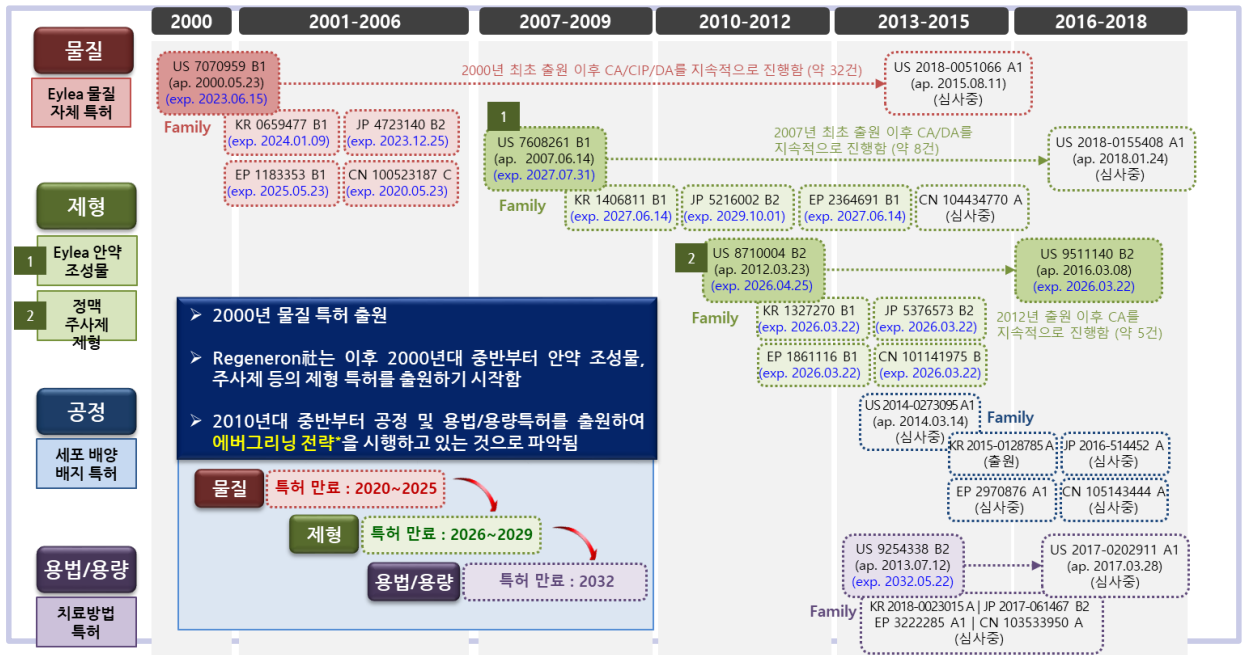 2000
2001-2006
2007-2009
2010-2012
2013-2015
2016-2018
물질
Eylea 물질
자체 특허
US 7070959 B1
(ap. 2000.05.23)
(exp. 2023.06.15)
2000년 최초 출원 이후 CA/CIP/DA를 지속적으로 진행함 (약 32건)
US 2018-0051066 A1
(ap. 2015.08.11)
(심사중)
Family
KR 0659477 B1
(exp. 2024.01.09)
JP 4723140 B2
(exp. 2023.12.25)
EP 1183353 B1
(exp. 2025.05.23)
CN 100523187 C
(exp. 2020.05.23)
제형
1
Eylea 안약
조성물
2
정맥
주사제
제형
1
US 7608261 B1
(ap. 2007.06.14)
(exp. 2027.07.31)
2007년 최초 출원 이후 CA/DA를
지속적으로 진행함 (약 8건)
US 2018-0155408 A1
(ap. 2018.01.24)
(심사중)
Family
KR 1406811 B1
(exp. 2027.06.14)
JP 5216002 B2
(exp. 2029.10.01)
EP 2364691 B1
(exp. 2027.06.14)
CN 104434770 A
(심사중)
2
US 8710004 B2
(ap. 2012.03.23)
(exp. 2026.04.25)
US 9511140 B2
(ap. 2016.03.08)
(exp. 2026.03.22)
2012년 출원 이후 CA를
지속적으로 진행함 (약 5건)
Family
KR 1327270 B1
(exp. 2026.03.22)
JP 5376573 B2
(exp. 2026.03.22)
EP 1861116 B1
(exp. 2026.03.22)
CN 101141975 B
(exp. 2026.03.22)
➢ 2000년 물질 특허 출원
➢ Regeneron社는 이후 2000년대 중반부터 안약 조성물,
주사제 등의 제형 특허를 출원하기 시작함
➢ 2010년대 중반부터 공정 및 용법/용량특허를 출원하여
에버그리닝 전략*을 시행하고 있는 것으로 파악됨
물질
특허 만료 : 2020~2025
제형
특허 만료 : 2026~2029
용법/용량
특허 만료 : 2032
공정
세포 배양
배지 특허
US 2014-0273095 A1
(ap. 2014.03.14)
(심사중)
Family
KR 2015-0128785 A
(출원)
JP 2016-514452 A
(심사중)
EP 2970876 A1
(심사중)
CN 105143444 A
(심사중)
용법/용량
치료방법
특허
US 9254338 B2
(ap. 2013.07.12)
(exp. 2032.05.22)
US 2017-0202911 A1
(ap. 2017.03.28)
(심사중)
Family
KR 2018-0023015 A | JP 2017-061467 B2
EP 3222285 A1 | CN 103533950 A
(심사중)